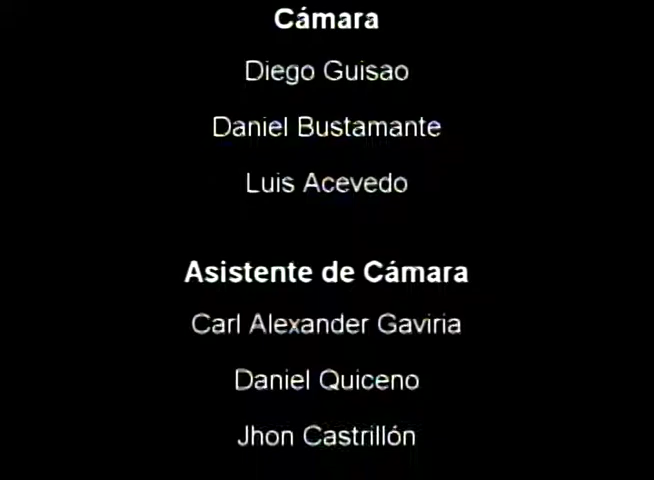 Cámara
Diego Guisao
Daniel Bustamante
Luis Acevedo
Asistente de Cámara
Carl Alexander Gaviria
Daniel Quiceno
Jhon Castrillón